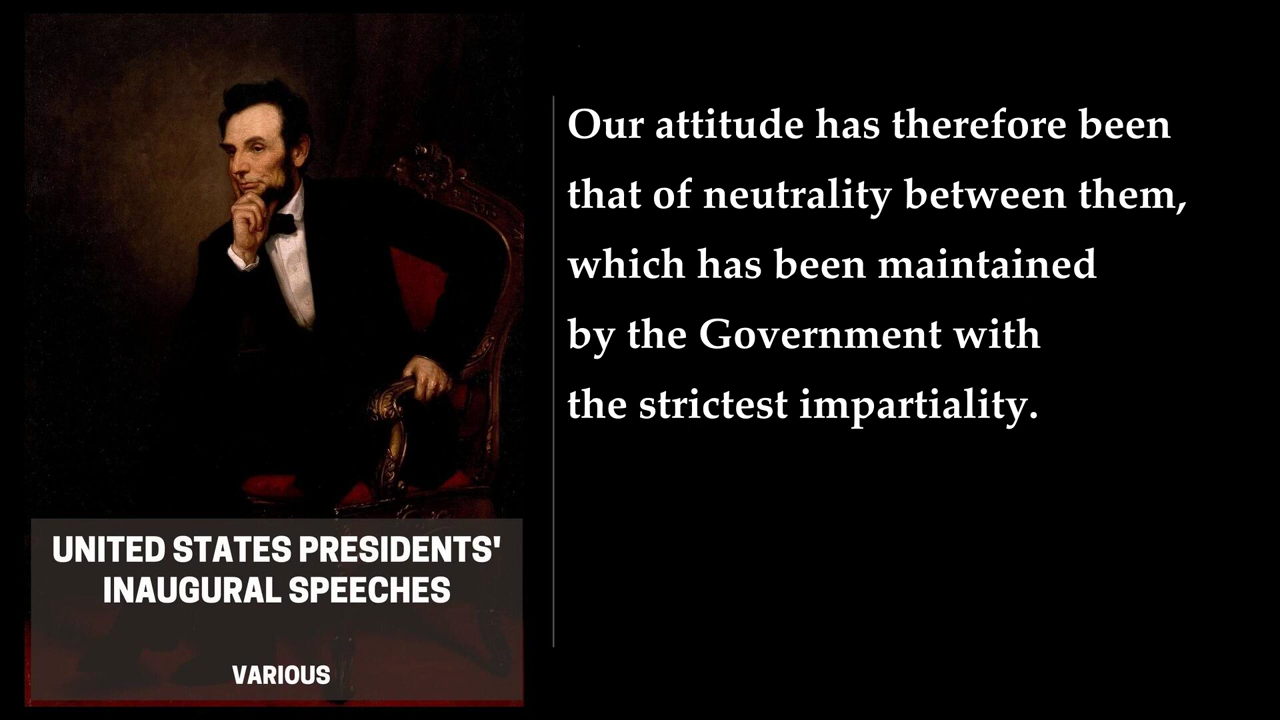 Our attitude has therefore been
that of neutrality between them,
which has been maintained
by the Government with
the strictest impartiality.
UNITED STATES PRESIDENTS'
INAUGURAL SPEECHES
VARIOUS